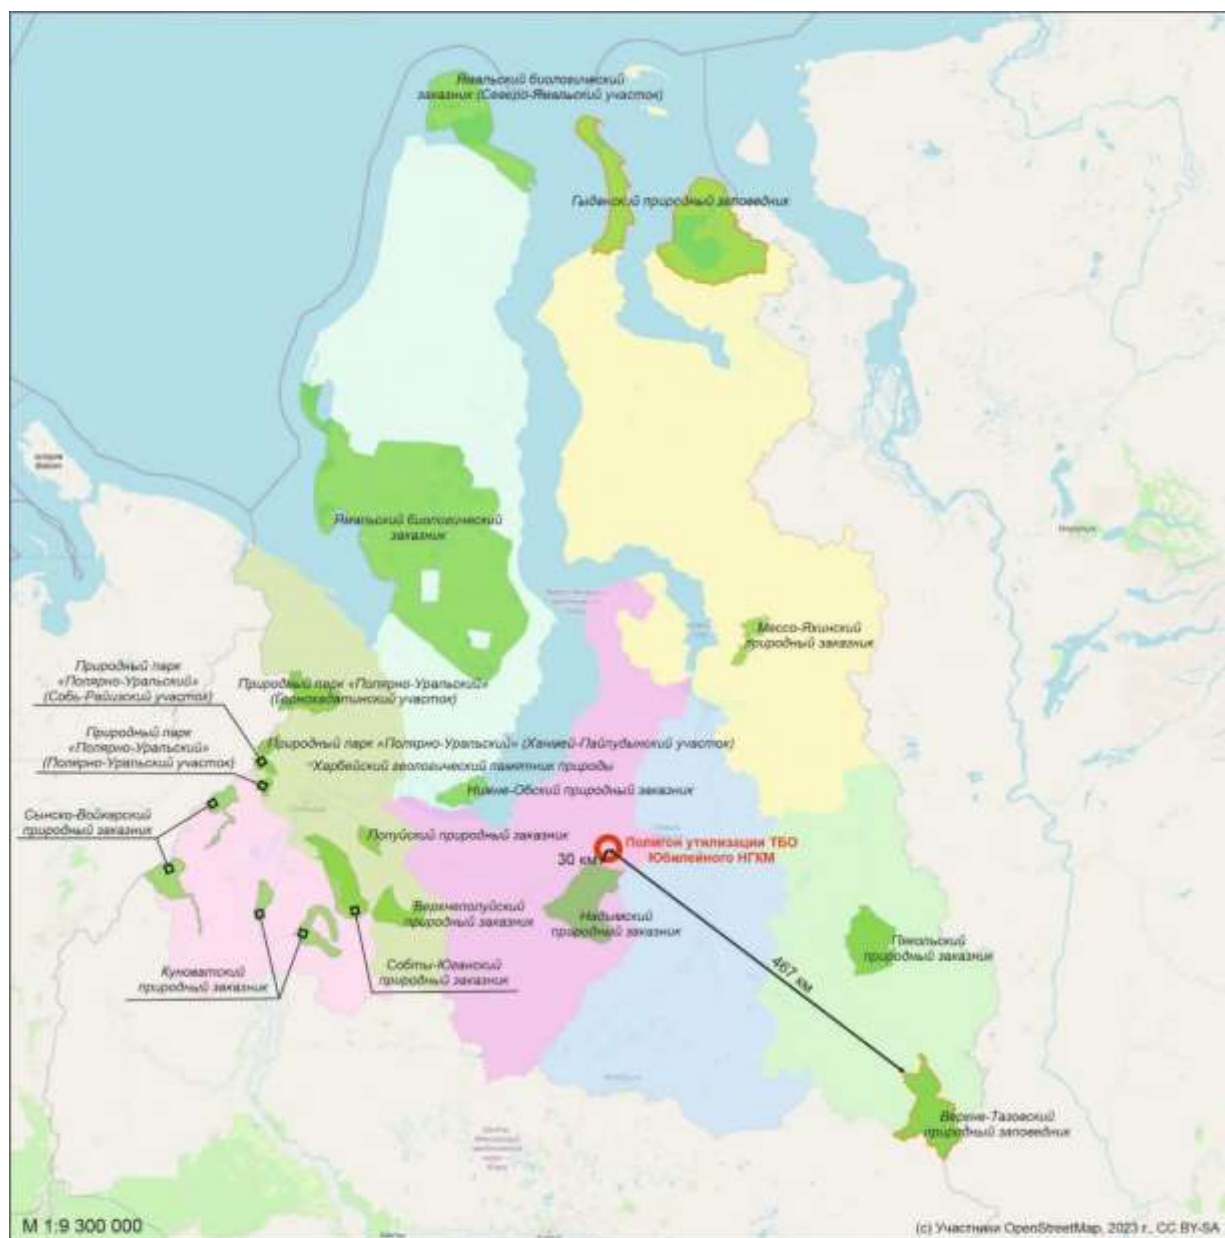 Ямальский биологический
заказник (Северо-Ямальский участок)
Гыданский природный заповедник
Ямальский биологический
заказник
Мессо-Яхинский
природный заказник
Природный парк
«Полярно-Уральский»
(Собь-Райизский участок)
Природный парк «Полярно-Уральский»
(Горнохадатинский участок)
Природный парк
«Полярно-Уральский»
(Полярно-Уральский участок)
Природный парк «Полярно-Уральский» (Ханмей-Пайпудынский участок)
Харбейский геологический памятник природы
Нижне-Обский природный заказник
Сынско-Войкарский
природный заказник
Полуйский природный заказник
Полигон утилизации ТБО
Юбилейного НГКМ
30 км
Верхнеполуйский
природный заказник
Надымский
природный заказник
Пякольский
природный заказник
Куноватский
природный заказник
Собты-Юганский
природный заказник
467 км
Верхне-Тазовский
природный заповедник
М 1:9 300 000
(c) Участники OpenStreetMap, 2023 г., CC BY-SA